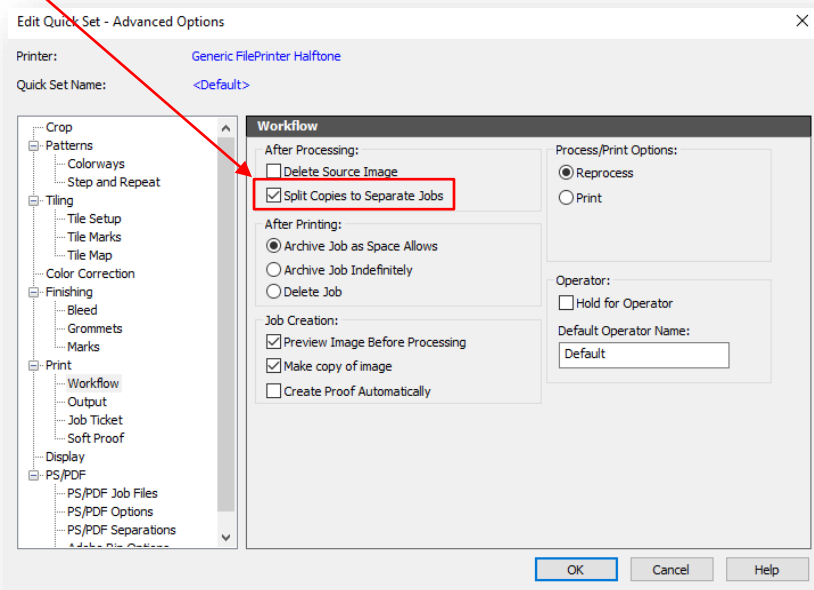 Edit Quick Set - Advanced Options
Printer: Generic FilePrinter Halftone
Quick Set Name: <Default>
Crop
Patterns
Colorways
Step and Repeat
Tiling
Tile Setup
Tile Marks
Tile Map
Color Correction
Finishing
Bleed
Grommets
Marks
Print
Workflow
Output
Job Ticket
Soft Proof
Display
PS/PDF
PS/PDF Job Files
PS/PDF Options
PS/PDF Separations
Workflow
After Processing:
Delete Source Image
Split Copies to Separate Jobs
After Printing:
Archive Job as Space Allows
Archive Job Indefinitely
Delete Job
Job Creation:
Preview Image Before Processing
Make copy of image
Create Proof Automatically
Process/Print Options:
Reprocess
Print
Operator:
Hold for Operator
Default Operator Name:
Default
OK Cancel Help